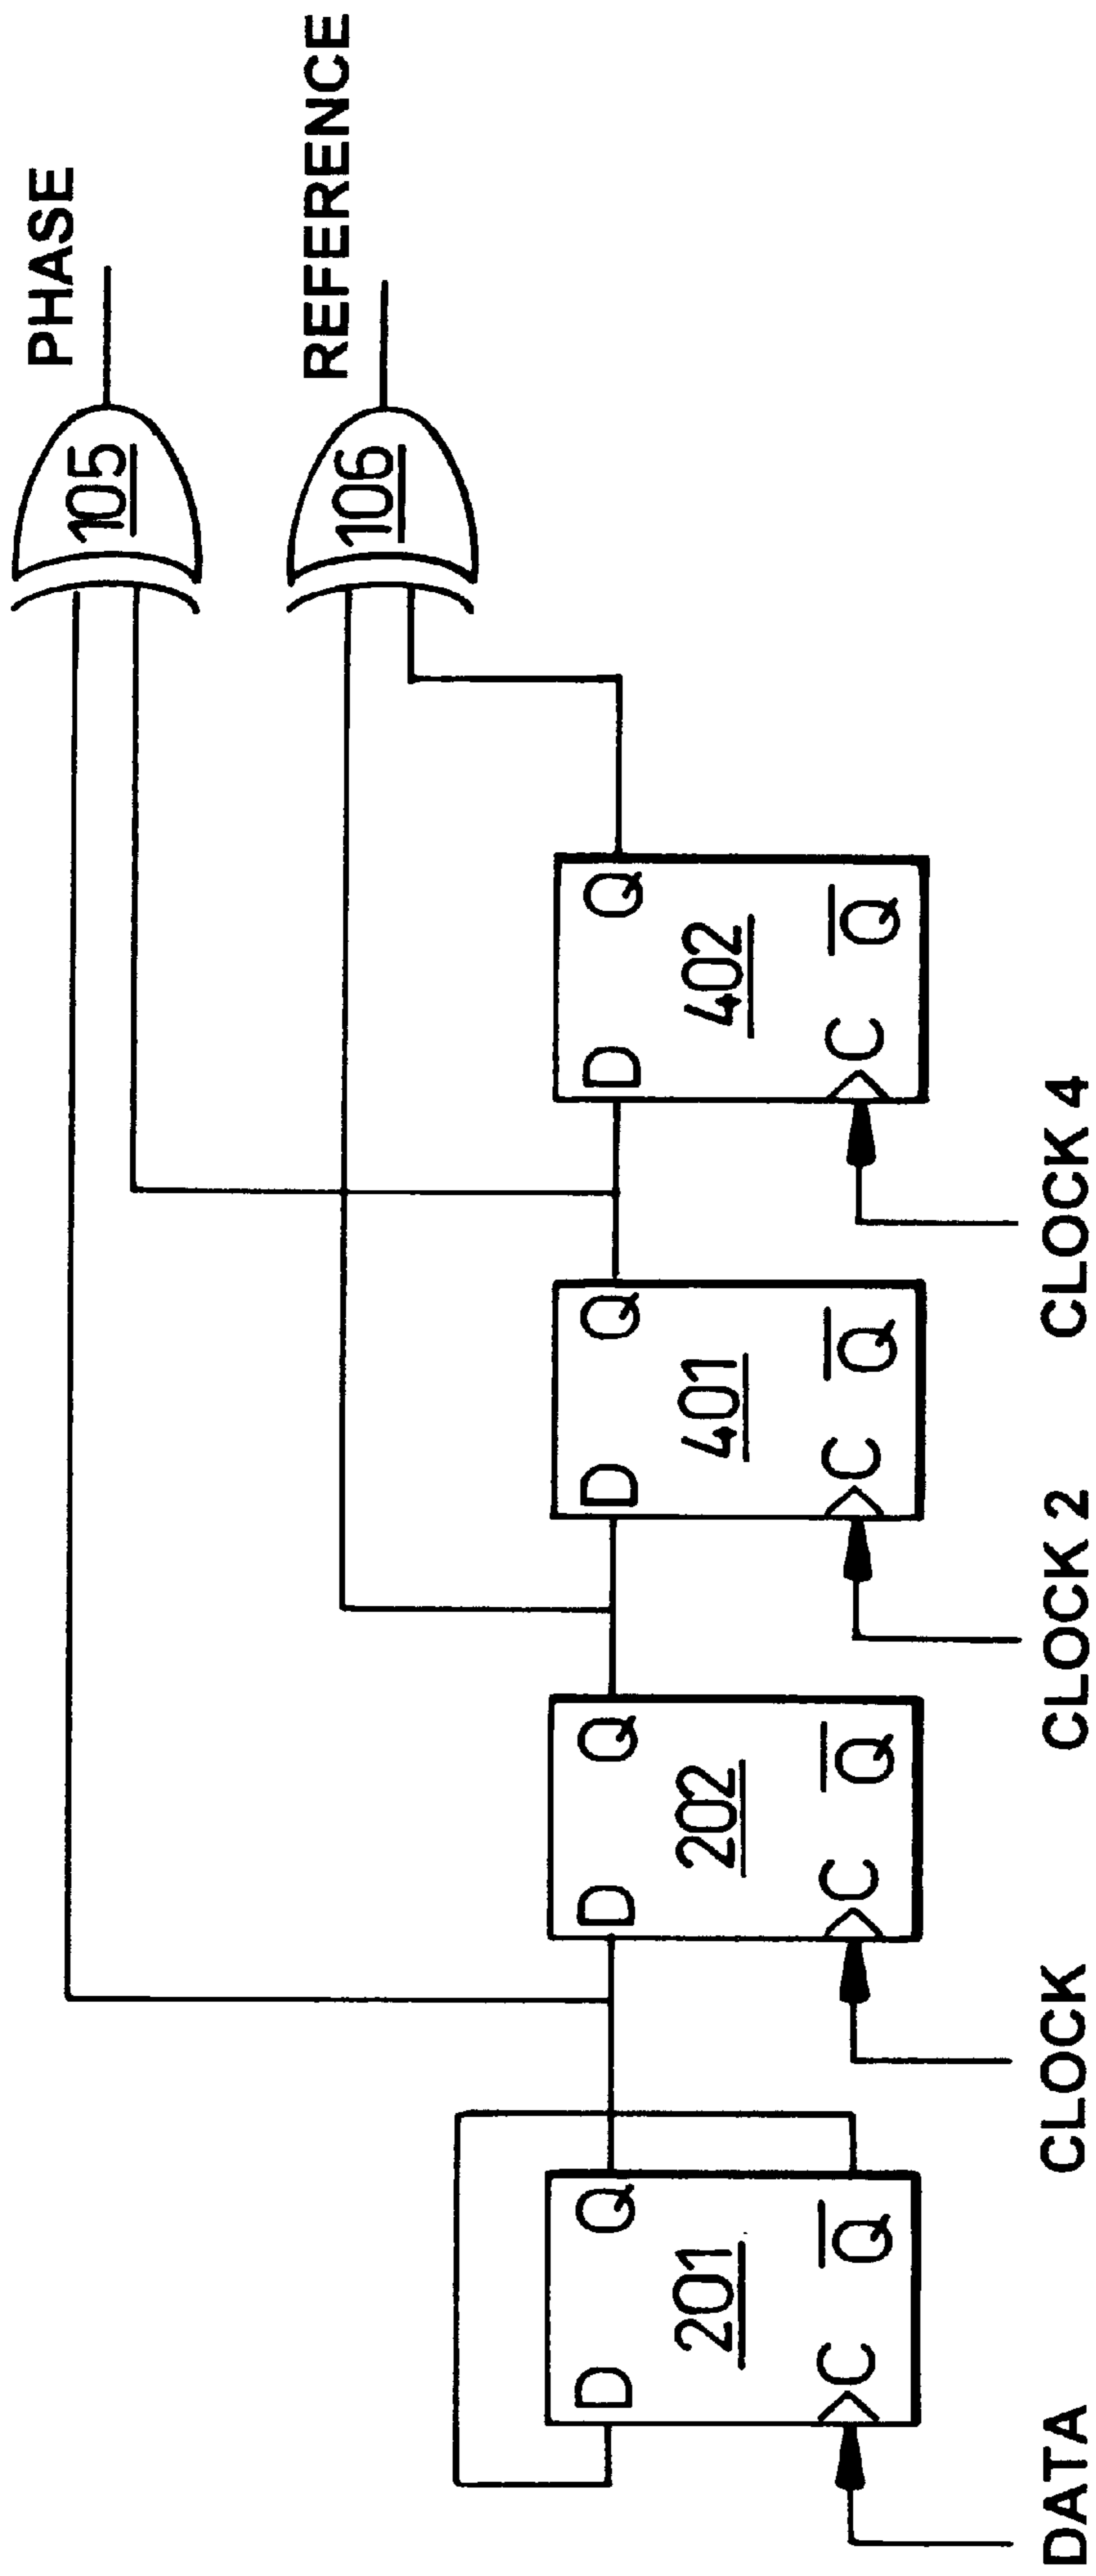 PHASE
105
REFERENCE
106
D Q
201
C Q̅
D Q
202
C Q̅
D Q
401
C Q̅
D Q
402
C Q̅
DATA
CLOCK
CLOCK 2
CLOCK 4